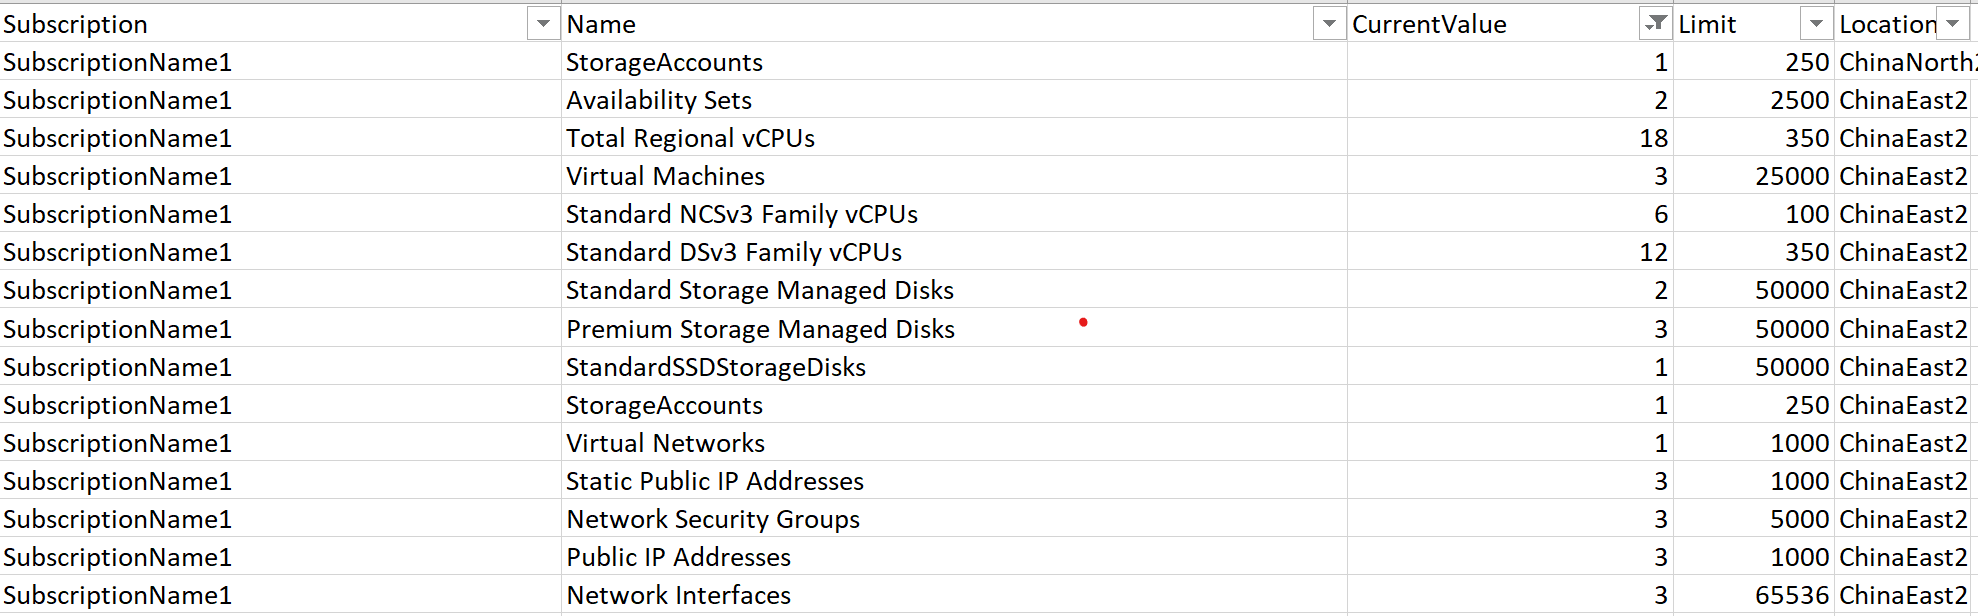 Subscription Name CurrentValue Limit Location
SubscriptionName1 StorageAccounts 1 250 ChinaNorth2
SubscriptionName1 Availability Sets 2 2500 ChinaEast2
SubscriptionName1 Total Regional vCPUs 18 350 ChinaEast2
SubscriptionName1 Virtual Machines 3 25000 ChinaEast2
SubscriptionName1 Standard NCSv3 Family vCPUs 6 100 ChinaEast2
SubscriptionName1 Standard DSv3 Family vCPUs 12 350 ChinaEast2
SubscriptionName1 Standard Storage Managed Disks 2 50000 ChinaEast2
SubscriptionName1 Premium Storage Managed Disks 3 50000 ChinaEast2
SubscriptionName1 StandardSSDStorageDisks 1 50000 ChinaEast2
SubscriptionName1 StorageAccounts 1 250 ChinaEast2
SubscriptionName1 Virtual Networks 1 1000 ChinaEast2
SubscriptionName1 Static Public IP Addresses 3 1000 ChinaEast2
SubscriptionName1 Network Security Groups 3 5000 ChinaEast2
SubscriptionName1 Public IP Addresses 3 1000 ChinaEast2
SubscriptionName1 Network Interfaces 3 65536 ChinaEast2